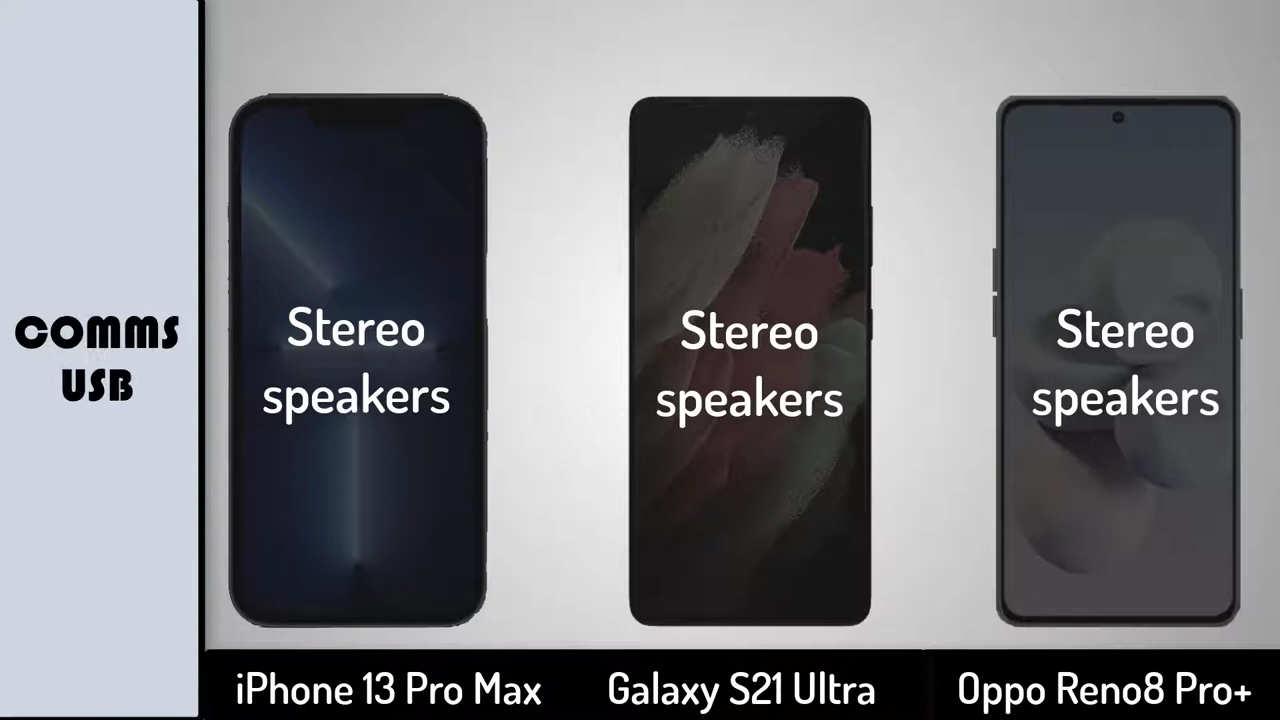 COMMS
USB
Stereo
speakers
Stereo
speakers
Stereo
speakers
iPhone 13 Pro Max
Galaxy S21 Ultra
Oppo Reno8 Pro+